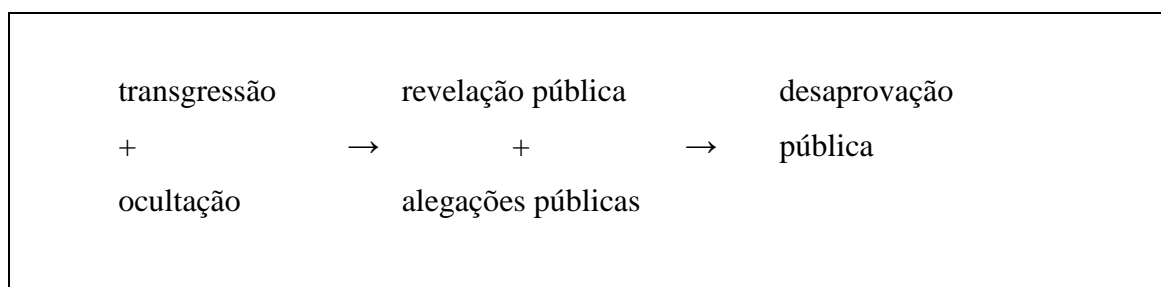 transgressão revelação pública desaprovação
+ → + → pública
ocultação alegações públicas